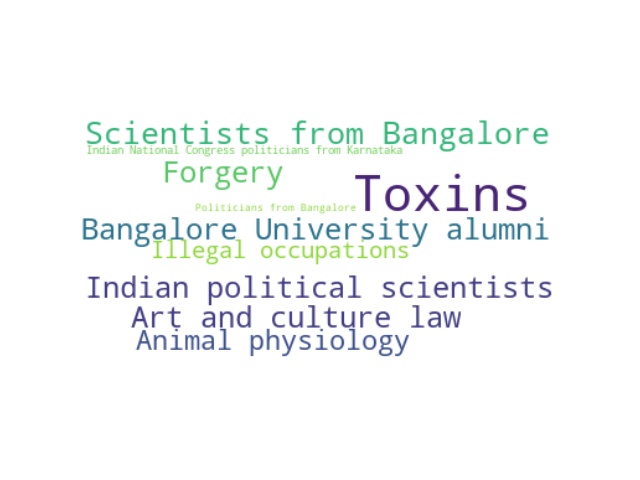 Scientists from Bangalore
Indian National Congress politicians from Karnataka
Forgery
Toxins
Politicians from Bangalore
Bangalore University alumni
Illegal occupations
Indian political scientists
Art and culture law
Animal physiology